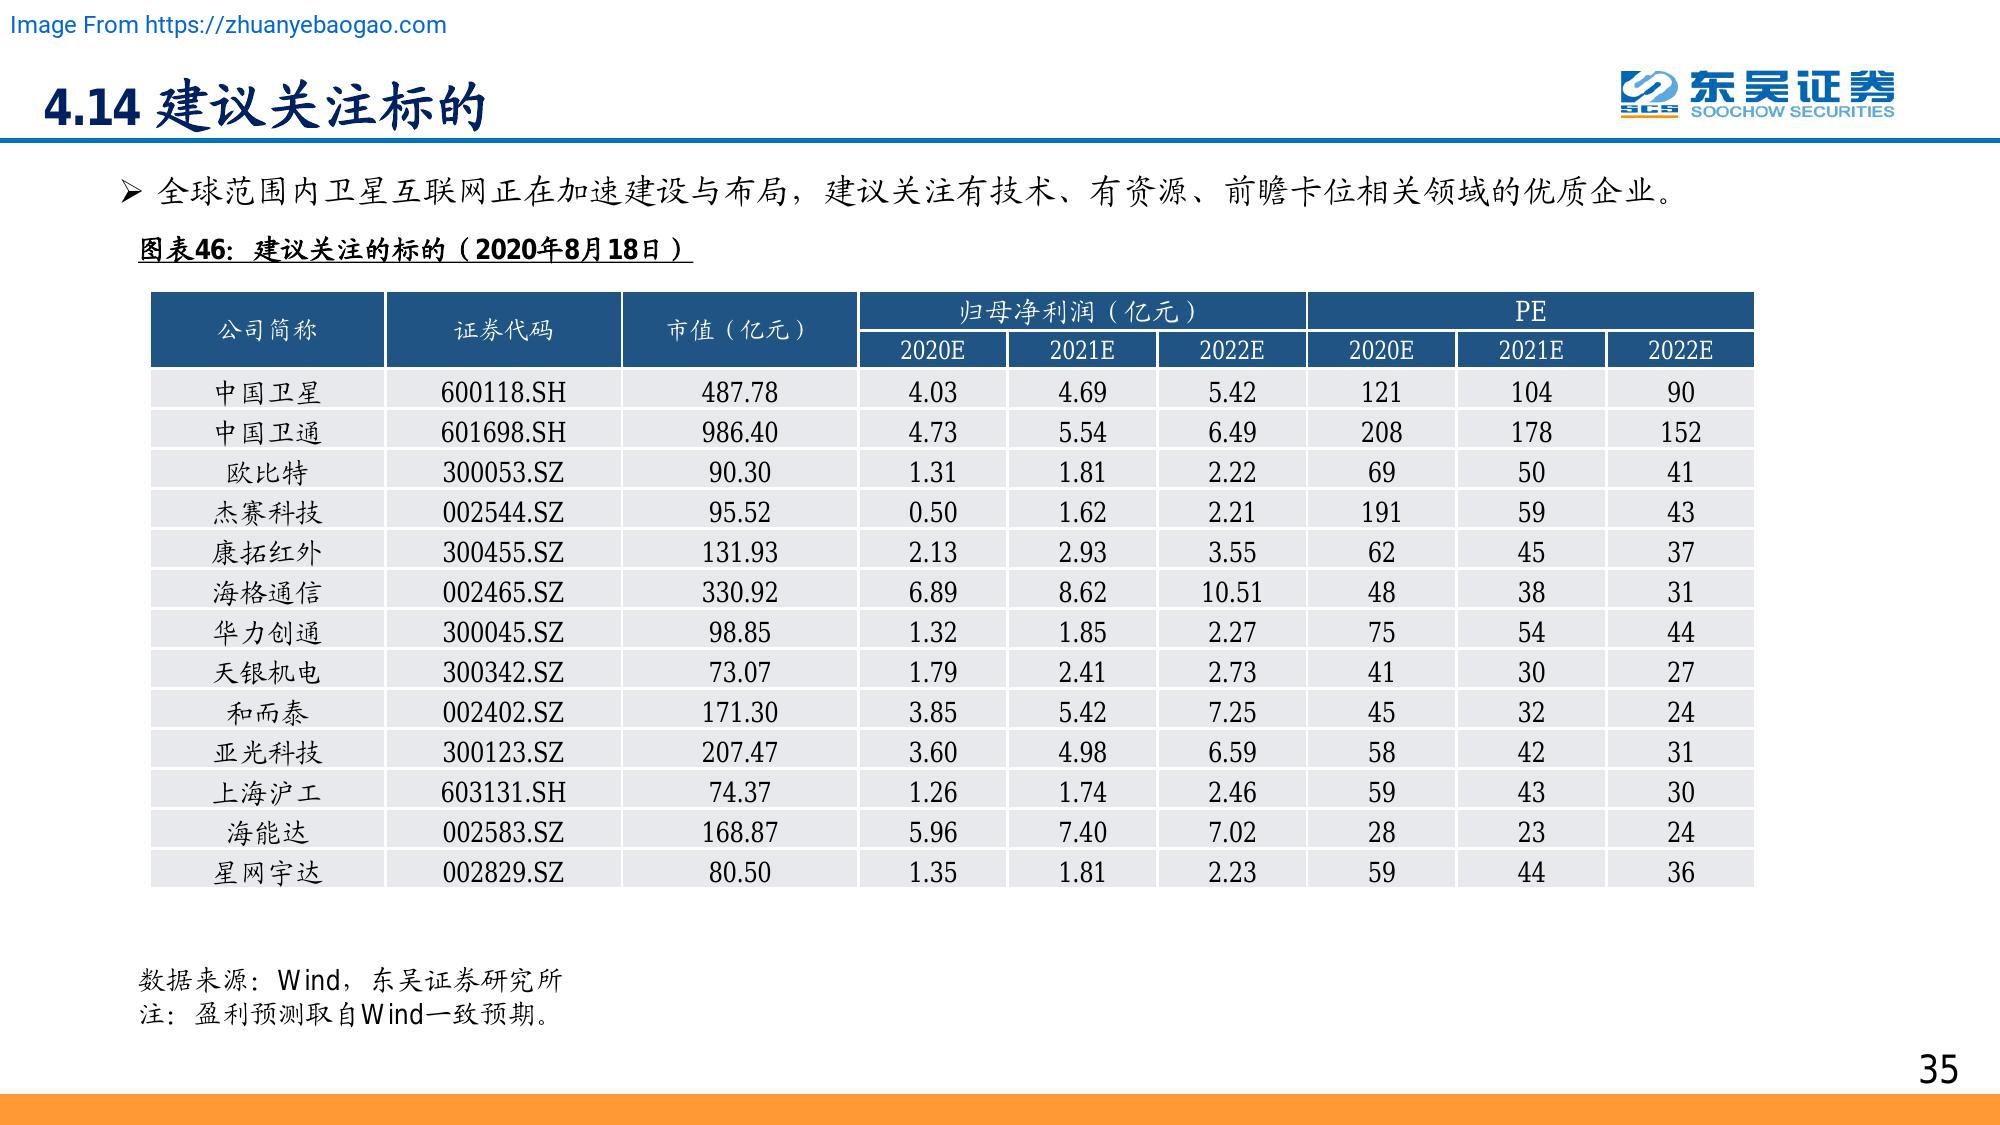 Image From https://zhuanyebaogao.com
4.14 建议关注标的
东吴证券
SCS SOOCHOW SECURITIES
➢ 全球范围内卫星互联网正在加速建设与布局，建议关注有技术、有资源、前瞻卡位相关领域的优质企业。
图表46：建议关注的标的（2020年8月18日）
公司简称 证券代码 市值（亿元） 归母净利润（亿元） PE
2020E 2021E 2022E 2020E 2021E 2022E
中国卫星 600118.SH 487.78 4.03 4.69 5.42 121 104 90
中国卫通 601698.SH 986.40 4.73 5.54 6.49 208 178 152
欧比特 300053.SZ 90.30 1.31 1.81 2.22 69 50 41
杰赛科技 002544.SZ 95.52 0.50 1.62 2.21 191 59 43
康拓红外 300455.SZ 131.93 2.13 2.93 3.55 62 45 37
海格通信 002465.SZ 330.92 6.89 8.62 10.51 48 38 31
华力创通 300045.SZ 98.85 1.32 1.85 2.27 75 54 44
天银机电 300342.SZ 73.07 1.79 2.41 2.73 41 30 27
和而泰 002402.SZ 171.30 3.85 5.42 7.25 45 32 24
亚光科技 300123.SZ 207.47 3.60 4.98 6.59 58 42 31
上海沪工 603131.SH 74.37 1.26 1.74 2.46 59 43 30
海能达 002583.SZ 168.87 5.96 7.40 7.02 28 23 24
星网宇达 002829.SZ 80.50 1.35 1.81 2.23 59 44 36
数据来源：Wind，东吴证券研究所
注：盈利预测取自Wind一致预期。
35